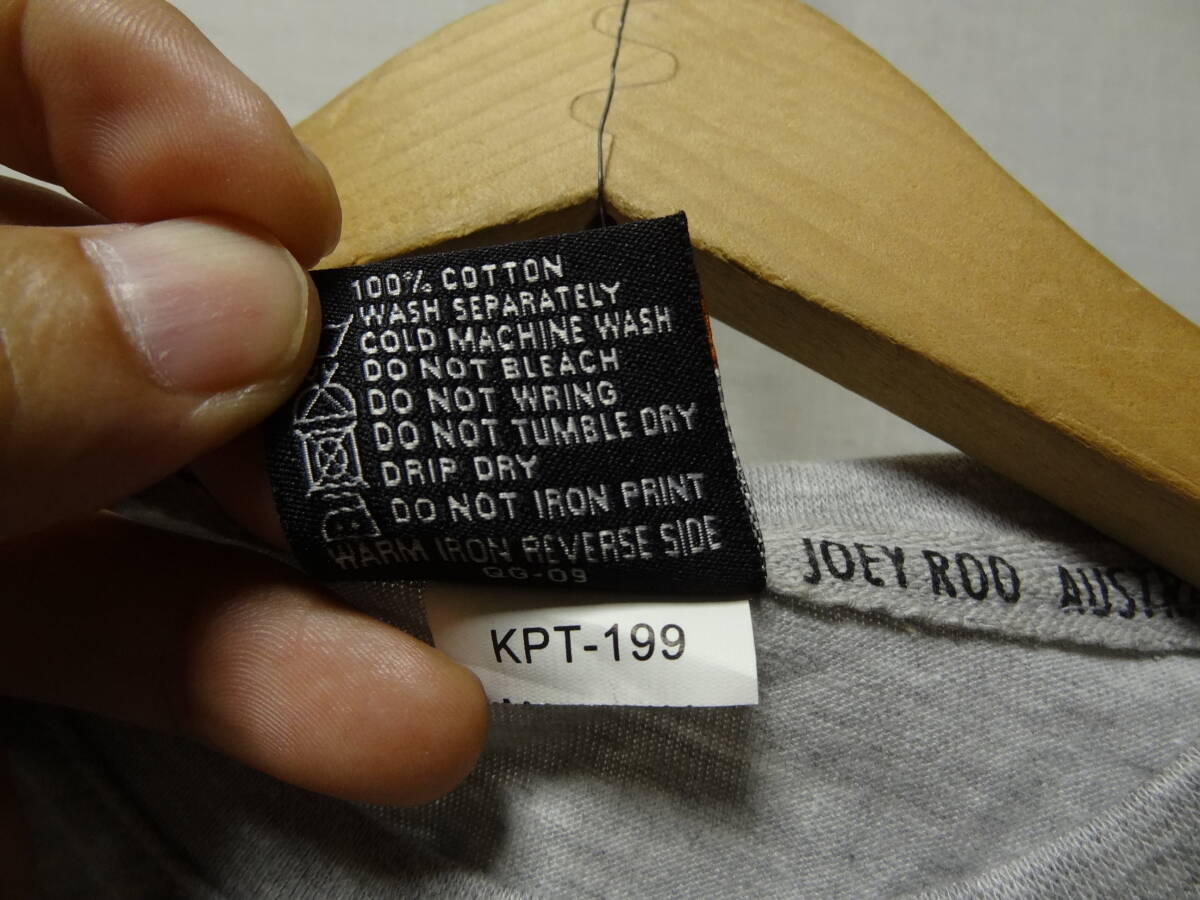 100% COTTON
WASH SEPARATELY
COLD MACHINE WASH
DO NOT BLEACH
DO NOT WRING
DO NOT TUMBLE DRY
DRIP DRY
DO NOT IRON PRINT
WARM IRON REVERSE SIDE
QG-09
KPT-199
JOEY ROO